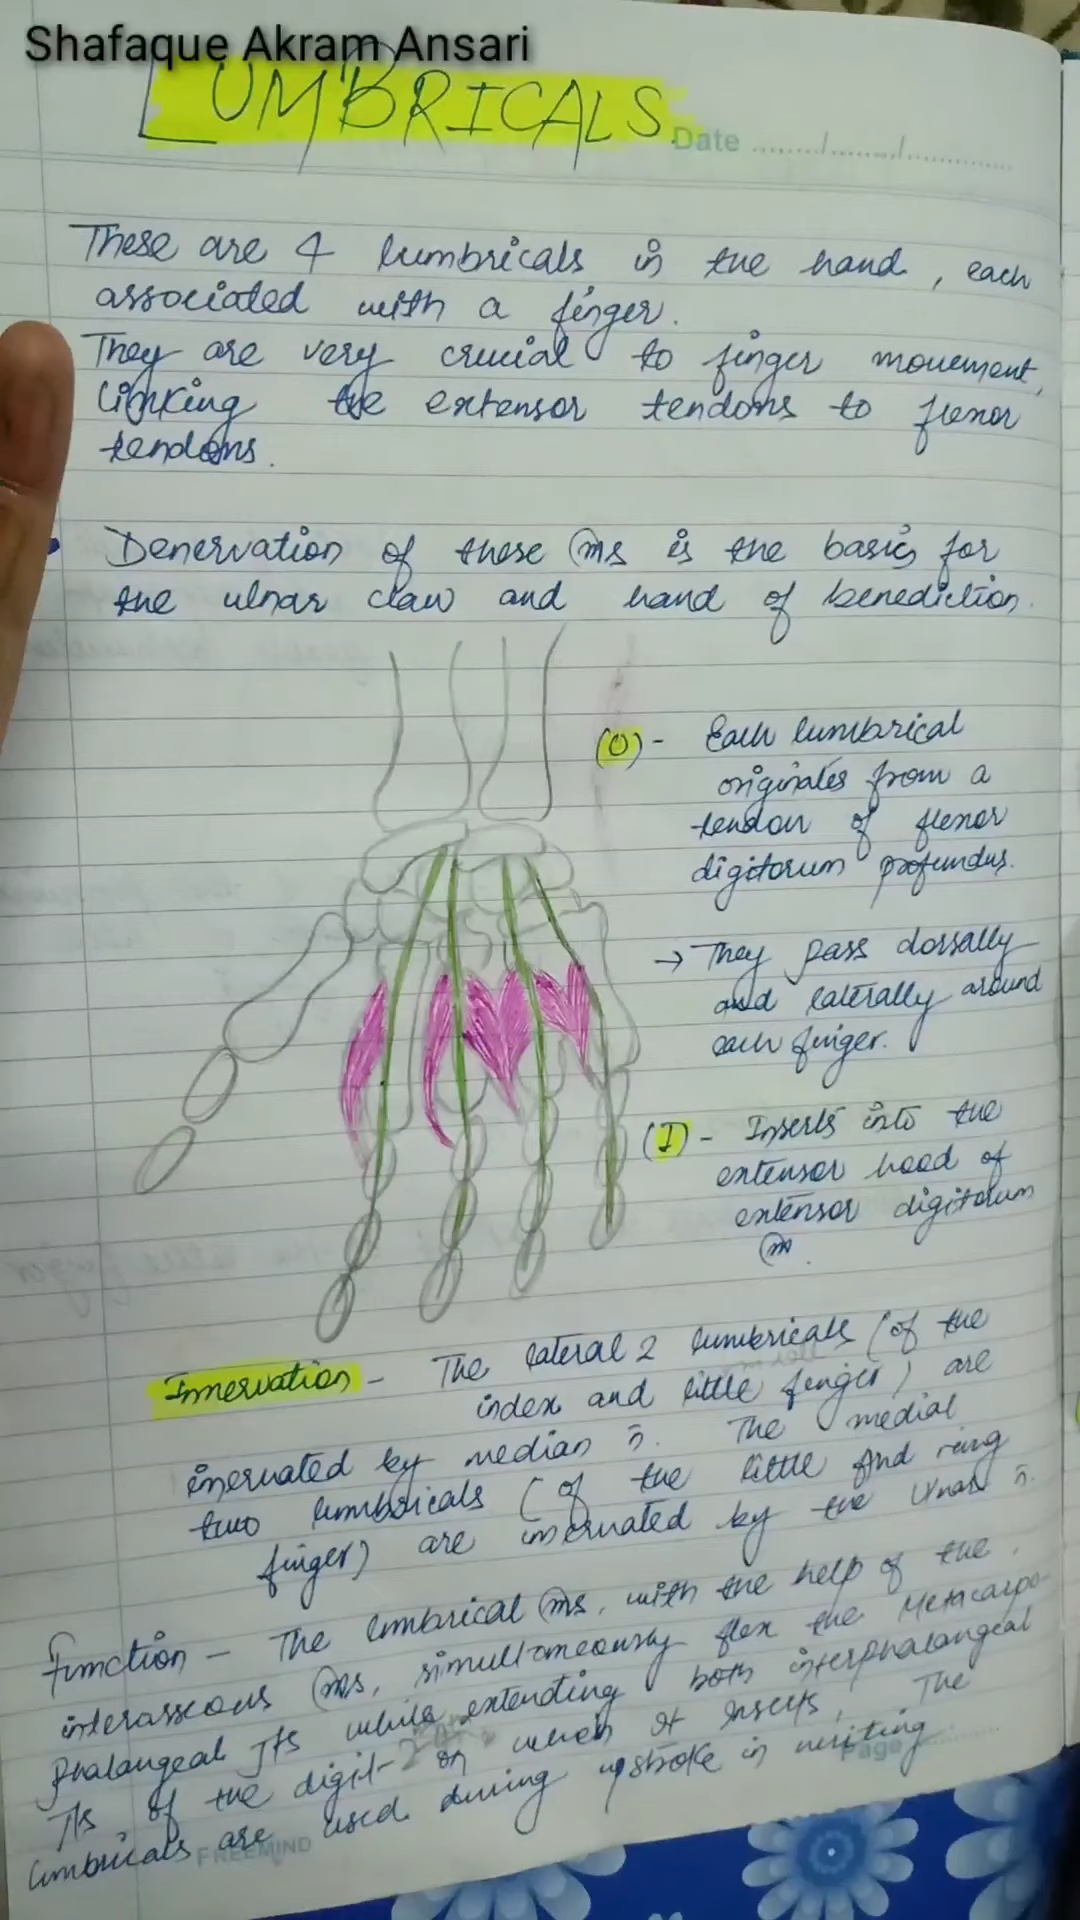 Shafaque Akram Ansari
LUMBRICALS
Date
These are 4 lumbricals in the hand, each
associated with a finger.
They are very crucial to finger movement,
linking the extensor tendons to flexor
tendons.
Denervation of these ms is the basis for
the ulnar claw and hand of benediction.
(O) - Each lumbrical
originates from a
tendon of flexor
digitorum profundus.
→ They pass dorsally
and laterally around
each finger.
(I) - Inserts into the
extensor hood of
extensor digitorum
m.
Innervation - The lateral 2 lumbricals (of the
index and little finger) are
inervated by median n. The medial
two lumbricals (of the little and ring
finger) are innervated by the Ulnar n.
Function - The lumbrical ms, with the help of the
interosseous ms, simultaneously flex the Metacarpo-
phalangeal Jts while extending both interphalangeal
Jts, of the digit on which it inserts. The
lumbricals are used during upstroke in writing
Page
FREEMIND